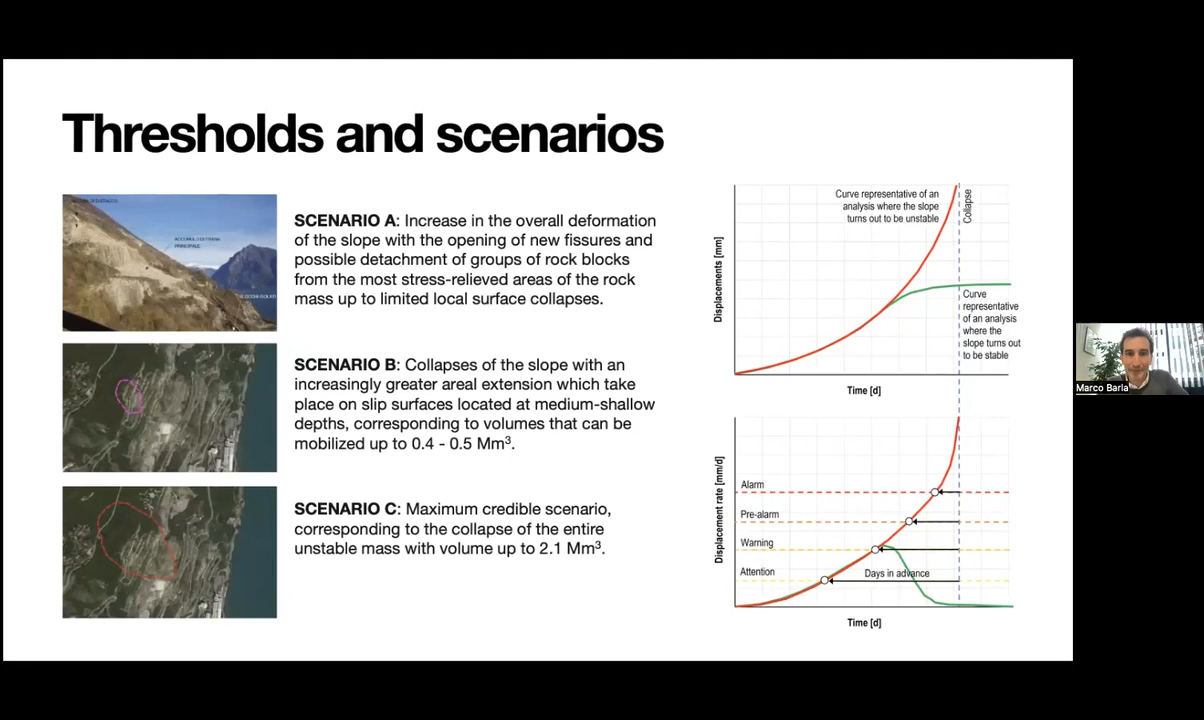 Thresholds and scenarios
ACCUMULO DI FRANA
PRINCIPALE
SCENARIO A: Increase in the overall deformation
of the slope with the opening of new fissures and
possible detachment of groups of rock blocks
from the most stress-relieved areas of the rock
mass up to limited local surface collapses.
SCENARIO B: Collapses of the slope with an
increasingly greater areal extension which take
place on slip surfaces located at medium-shallow
depths, corresponding to volumes that can be
mobilized up to 0.4 - 0.5 Mm³.
SCENARIO C: Maximum credible scenario,
corresponding to the collapse of the entire
unstable mass with volume up to 2.1 Mm³.
Displacements [mm]
Curve representative of an
analysis where the slope
turns out to be unstable
Collapse
Curve
representative
of an analysis
where the
slope turns out
to be stable
Time [d]
Displacement rate [mm/d]
Alarm
Pre-alarm
Warning
Attention
Days in advance
Time [d]
Marco Barla